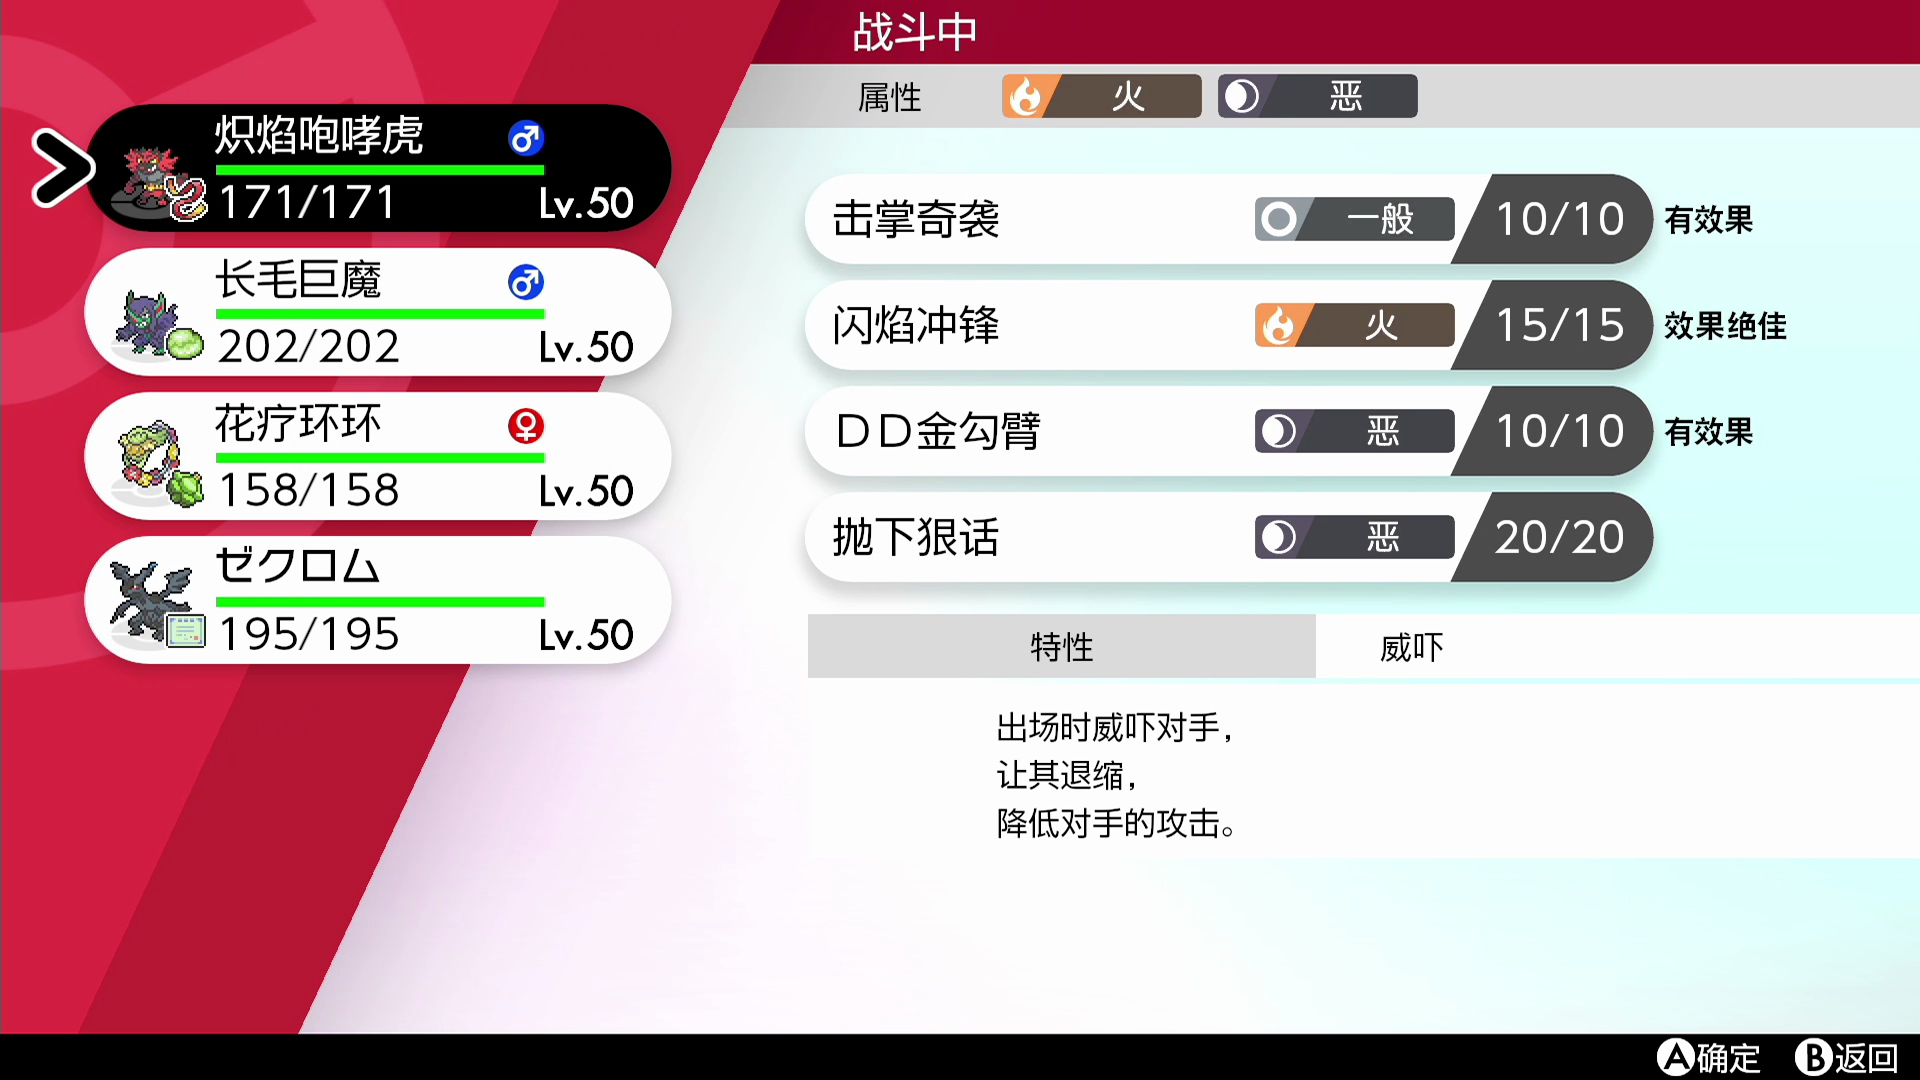 战斗中
属性 火 恶
炽焰咆哮虎
171/171 Lv.50
长毛巨魔
202/202 Lv.50
花疗环环
158/158 Lv.50
ゼクロム
195/195 Lv.50
击掌奇袭 一般 10/10 有效果
闪焰冲锋 火 15/15 效果绝佳
ＤＤ金勾臂 恶 10/10 有效果
抛下狠话 恶 20/20
特性 威吓
出场时威吓对手，
让其退缩，
降低对手的攻击。
A确定 B返回